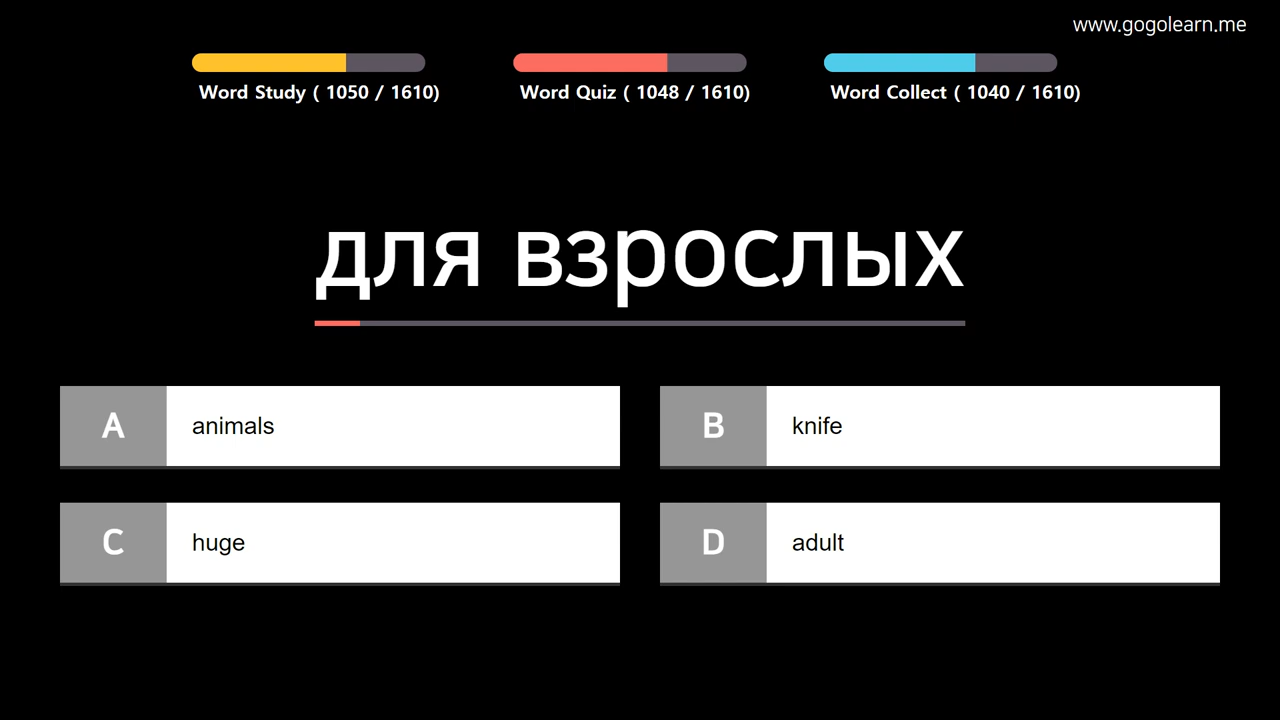 www.gogolearn.me
Word Study ( 1050 / 1610)
Word Quiz ( 1048 / 1610)
Word Collect ( 1040 / 1610)
для взрослых
A animals
B knife
C huge
D adult